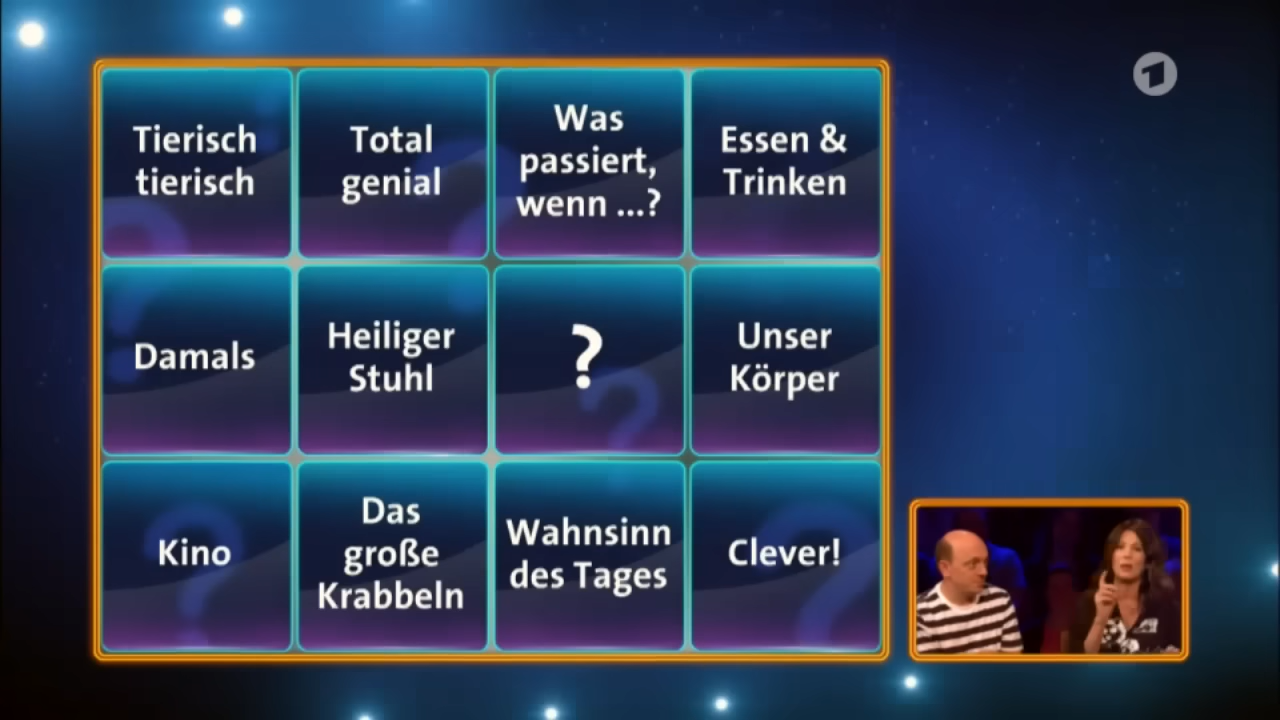 Tierisch
tierisch
Total
genial
Was
passiert,
wenn ...?
Essen &
Trinken
Damals
Heiliger
Stuhl
?
Unser
Körper
Kino
Das
große
Krabbeln
Wahnsinn
des Tages
Clever!
1